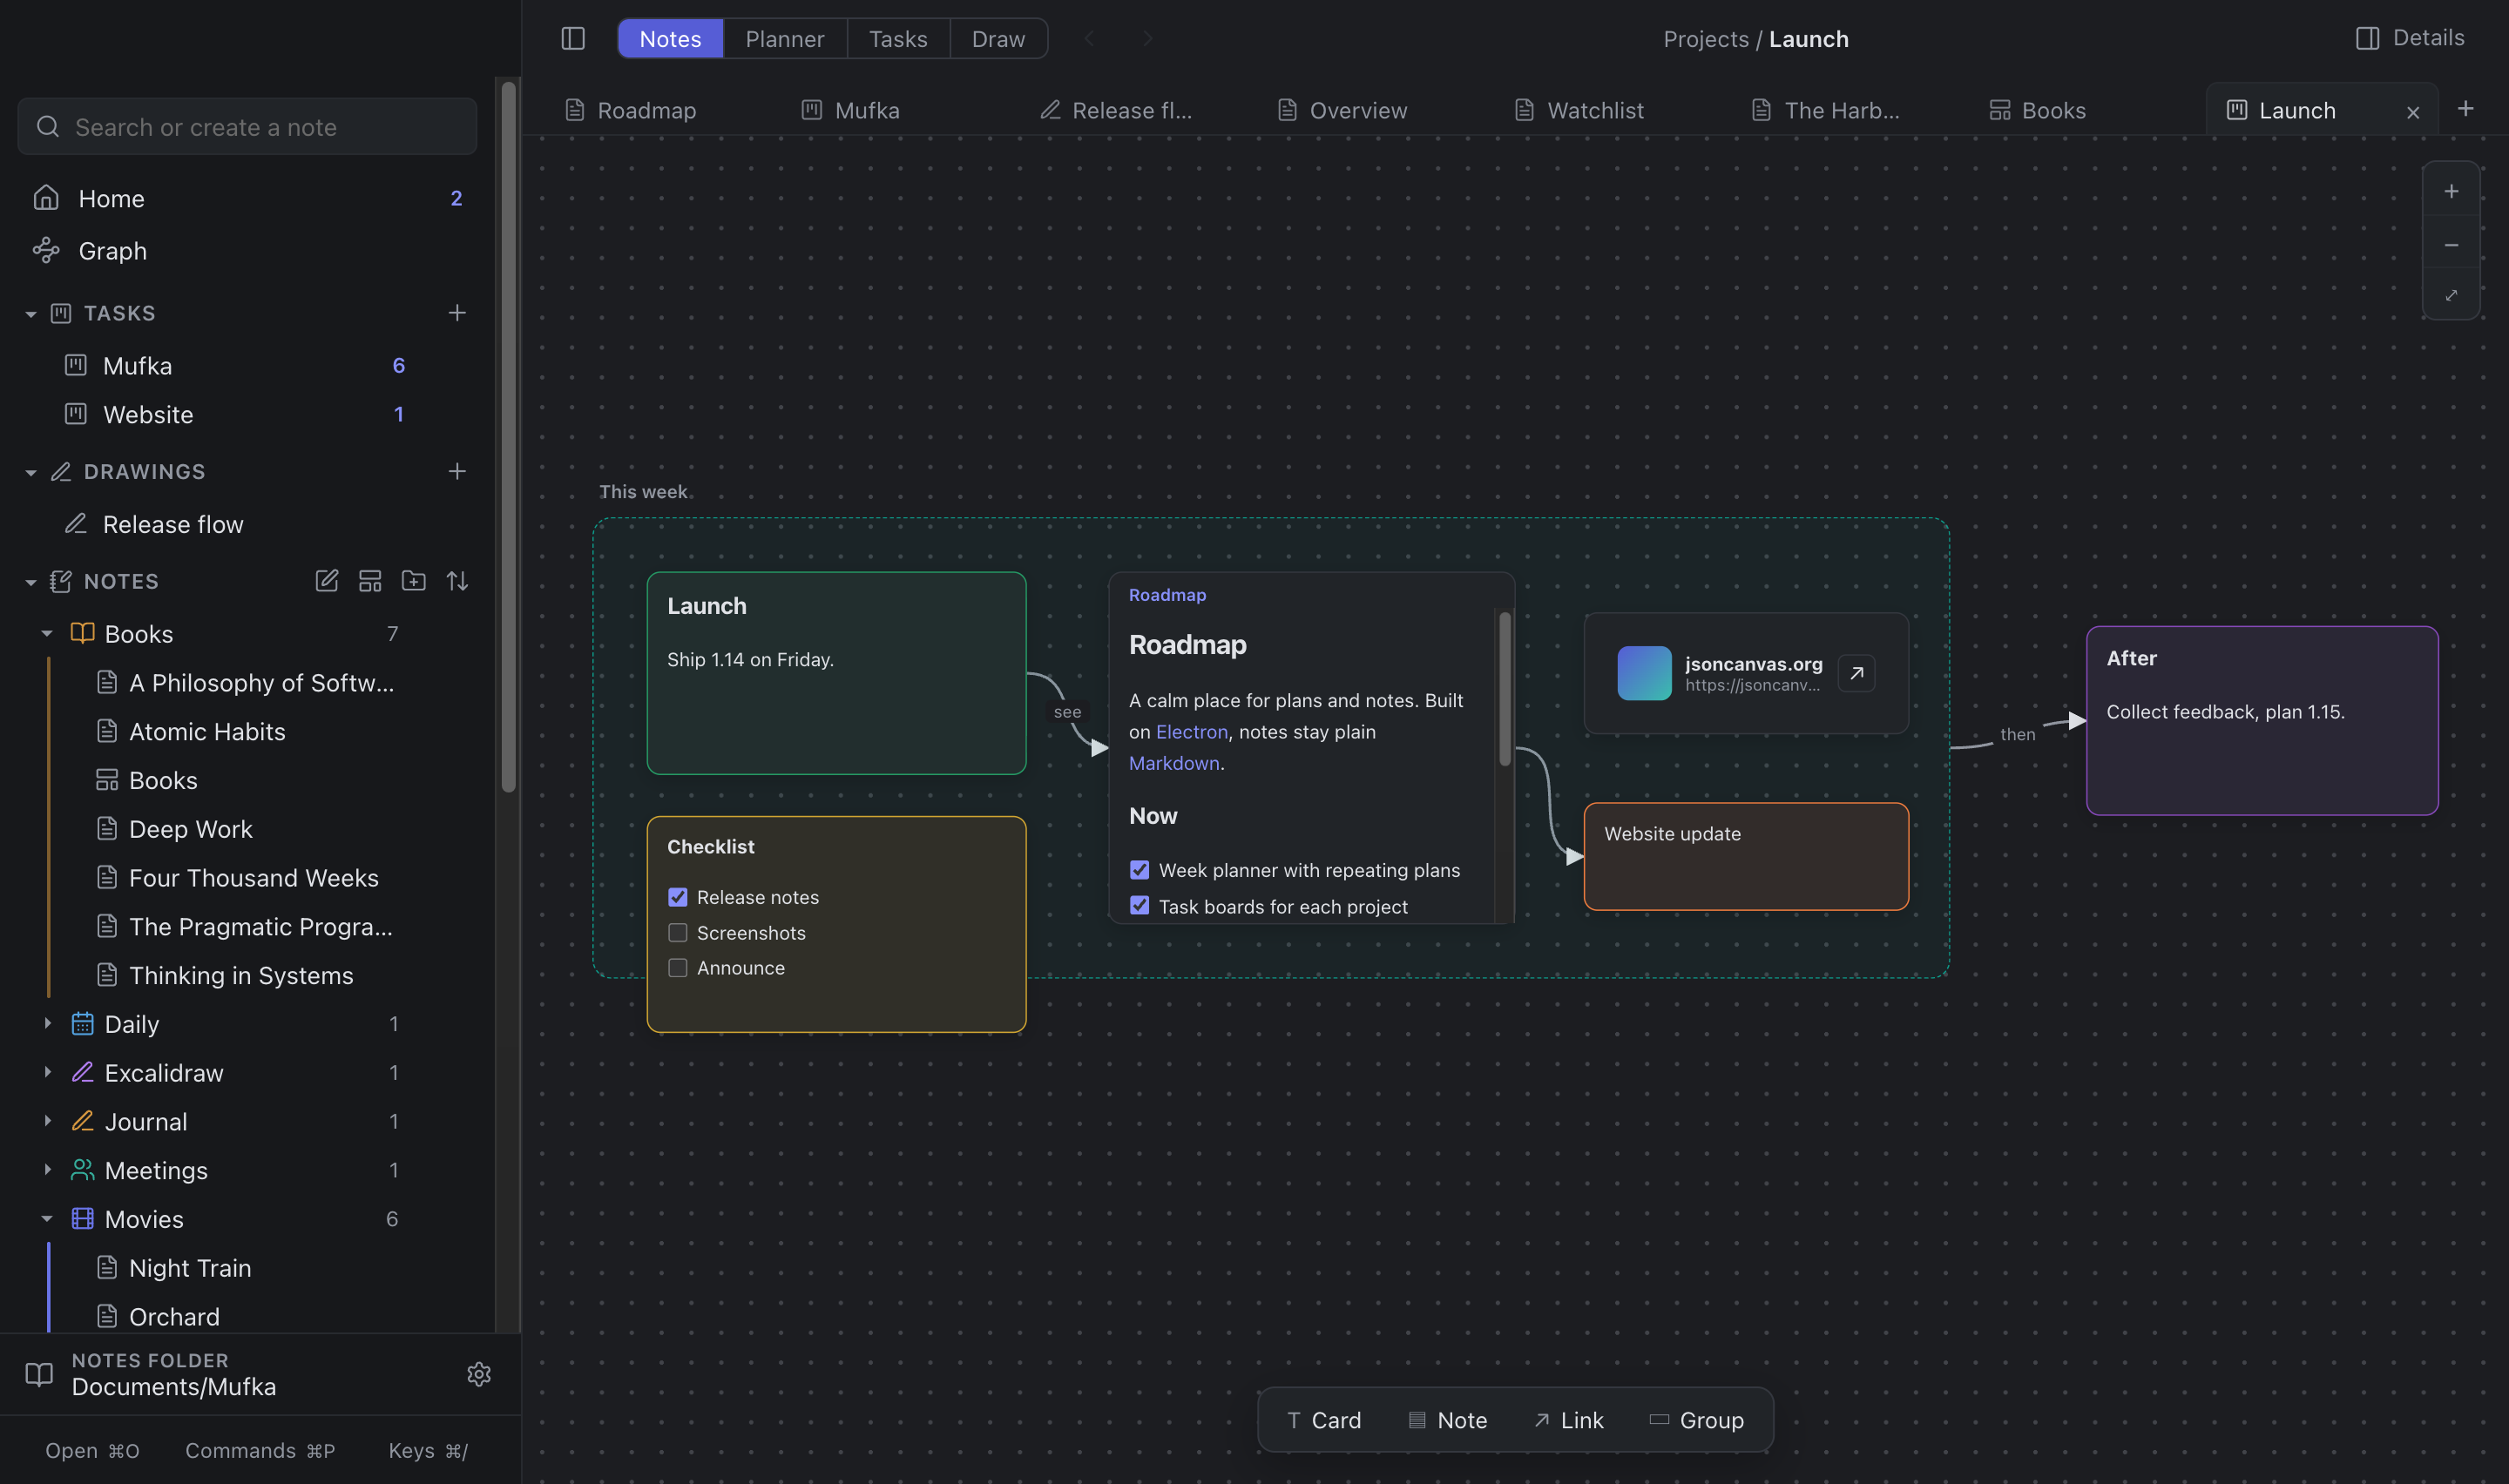 Notes
Planner
Tasks
Draw
Projects / Launch
Details
Roadmap
Mufka
Release fl...
Overview
Watchlist
The Harb...
Books
Launch
Search or create a note
Home 2
Graph
TASKS
Mufka 6
Website 1
DRAWINGS
Release flow
NOTES
Books 7
A Philosophy of Softw...
Atomic Habits
Books
Deep Work
Four Thousand Weeks
The Pragmatic Progra...
Thinking in Systems
Daily 1
Excalidraw 1
Journal 1
Meetings 1
Movies 6
Night Train
Orchard
NOTES FOLDER
Documents/Mufka
Open ⌘O
Commands ⌘P
Keys ⌘/
This week
Launch
Ship 1.14 on Friday.
see
Checklist
Release notes
Screenshots
Announce
Roadmap
Roadmap
A calm place for plans and notes. Built
on Electron, notes stay plain
Markdown.
Now
Week planner with repeating plans
Task boards for each project
jsoncanvas.org
https://jsoncanv...
Website update
then
After
Collect feedback, plan 1.15.
T Card
Note
Link
Group